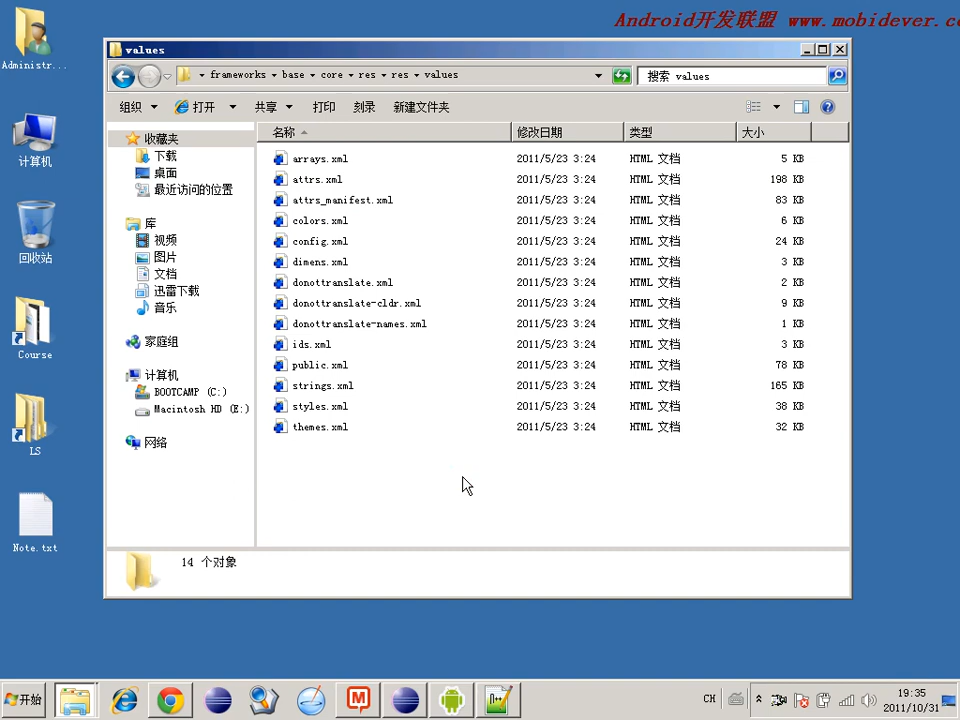 Android开发联盟 www.mobidever.co
Administr...
计算机
回收站
Course
LS
Note.txt
values
frameworks base core res res values
搜索 values
组织 打开 共享 打印 刻录 新建文件夹
收藏夹
下载
桌面
最近访问的位置
库
视频
图片
文档
迅雷下载
音乐
家庭组
计算机
BOOTCAMP (C:)
Macintosh HD (E:)
网络
名称 修改日期 类型 大小
arrays.xml 2011/5/23 3:24 HTML 文档 5 KB
attrs.xml 2011/5/23 3:24 HTML 文档 198 KB
attrs_manifest.xml 2011/5/23 3:24 HTML 文档 83 KB
colors.xml 2011/5/23 3:24 HTML 文档 6 KB
config.xml 2011/5/23 3:24 HTML 文档 24 KB
dimens.xml 2011/5/23 3:24 HTML 文档 3 KB
donottranslate.xml 2011/5/23 3:24 HTML 文档 2 KB
donottranslate-cldr.xml 2011/5/23 3:24 HTML 文档 9 KB
donottranslate-names.xml 2011/5/23 3:24 HTML 文档 1 KB
ids.xml 2011/5/23 3:24 HTML 文档 3 KB
public.xml 2011/5/23 3:24 HTML 文档 78 KB
strings.xml 2011/5/23 3:24 HTML 文档 165 KB
styles.xml 2011/5/23 3:24 HTML 文档 38 KB
themes.xml 2011/5/23 3:24 HTML 文档 32 KB
14 个对象
开始
CH
19:35
2011/10/31